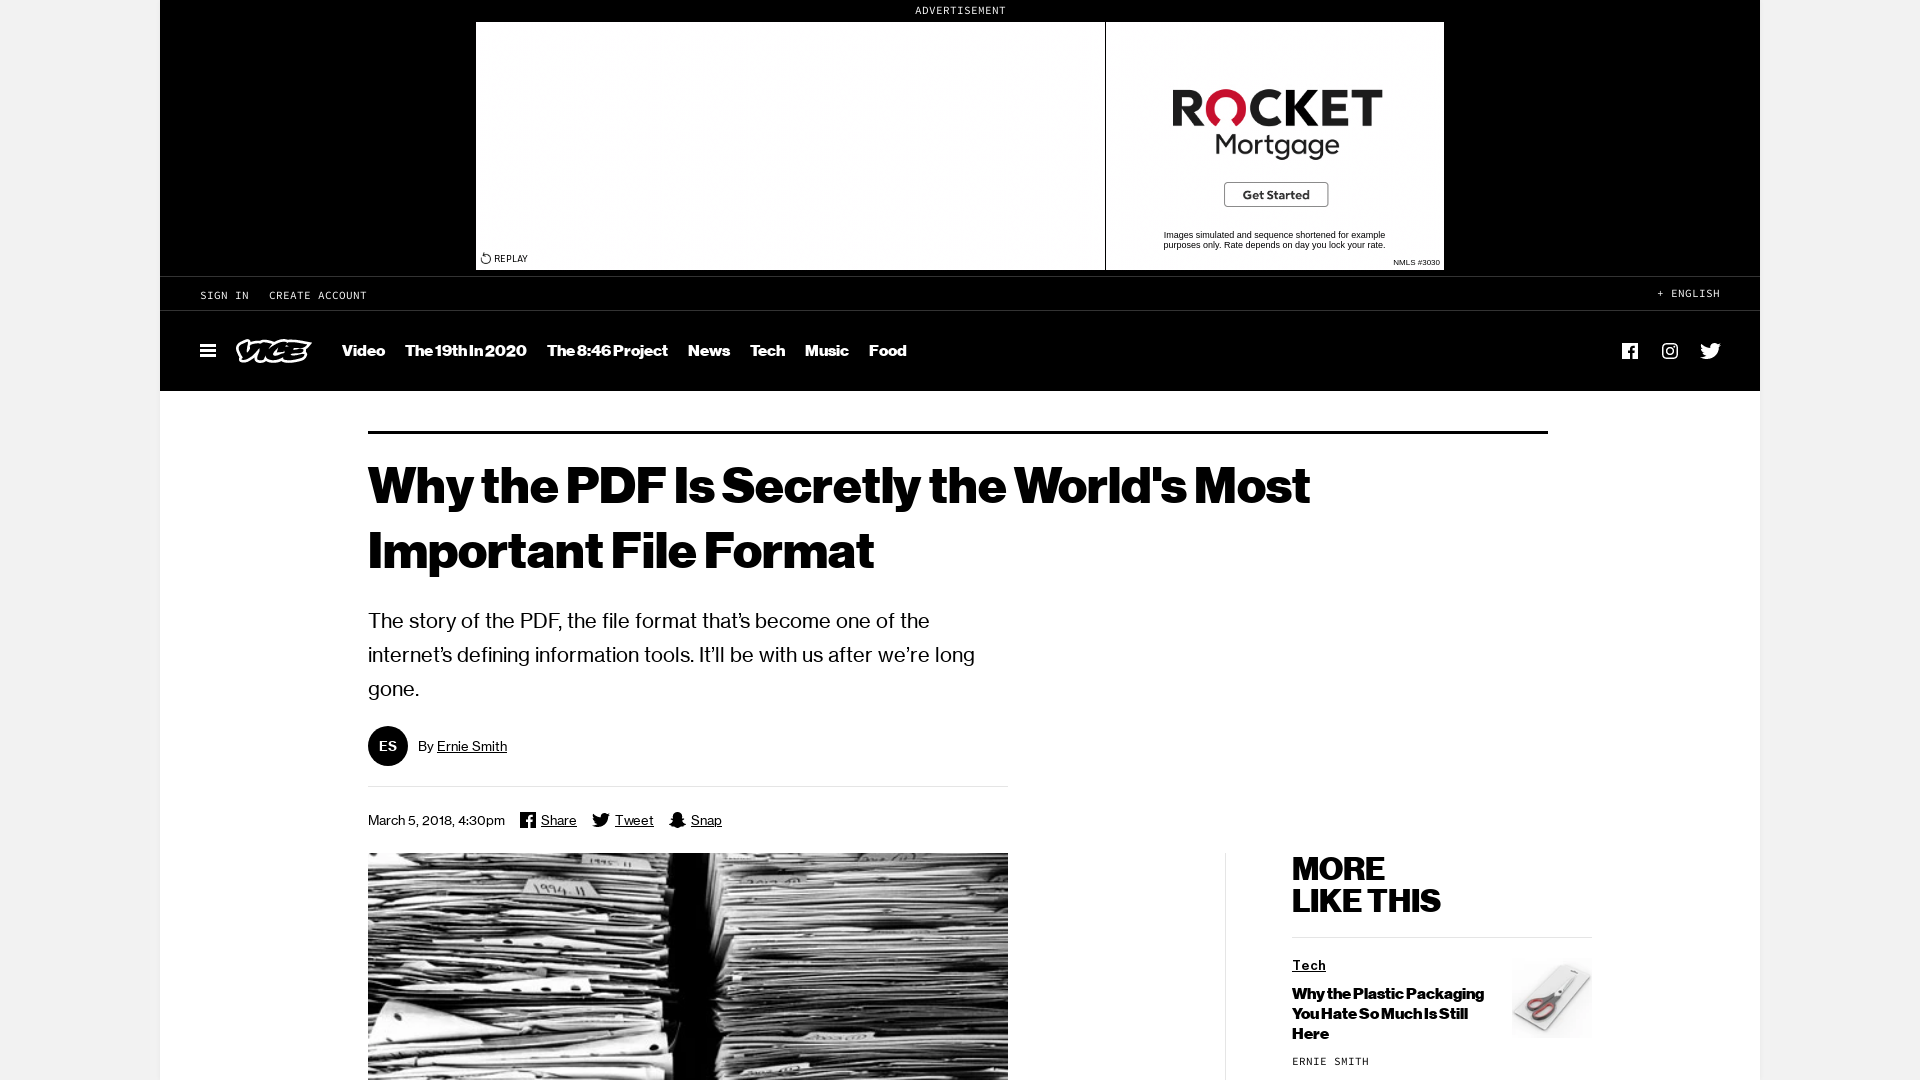 ADVERTISEMENT
ROCKET
Mortgage
Get Started
Images simulated and sequence shortened for example
purposes only. Rate depends on day you lock your rate.
REPLAY
NMLS #3030
SIGN IN CREATE ACCOUNT + ENGLISH
VICE Video The 19th In 2020 The 8:46 Project News Tech Music Food
Why the PDF Is Secretly the World's Most
Important File Format
The story of the PDF, the file format that’s become one of the
internet’s defining information tools. It’ll be with us after we’re long
gone.
ES By Ernie Smith
March 5, 2018, 4:30pm Share Tweet Snap
1994.11
MORE
LIKE THIS
Tech
Why the Plastic Packaging
You Hate So Much Is Still
Here
ERNIE SMITH